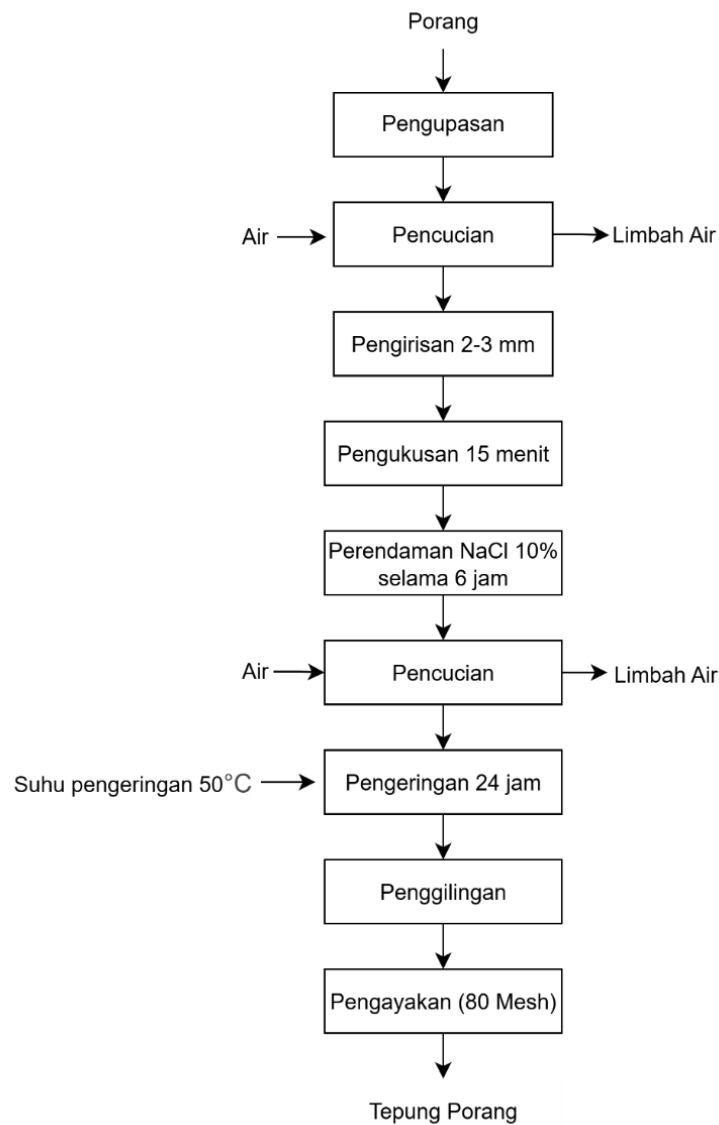 Porang
Pengupasan
Air
Pencucian
Limbah Air
Pengirisan 2-3 mm
Pengukusan 15 menit
Perendaman NaCl 10%
selama 6 jam
Air
Pencucian
Limbah Air
Suhu pengeringan 50°C
Pengeringan 24 jam
Penggilingan
Pengayakan (80 Mesh)
Tepung Porang